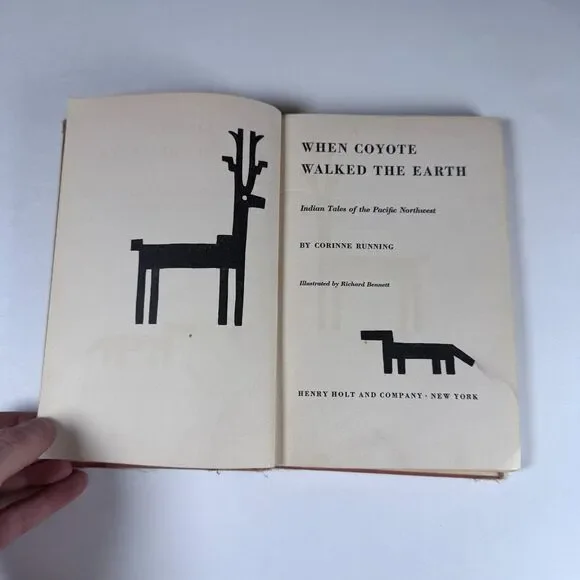 WHEN COYOTE
WALKED THE EARTH
Indian Tales of the Pacific Northwest
BY CORINNE RUNNING
Illustrated by Richard Bennett
HENRY HOLT AND COMPANY · NEW YORK